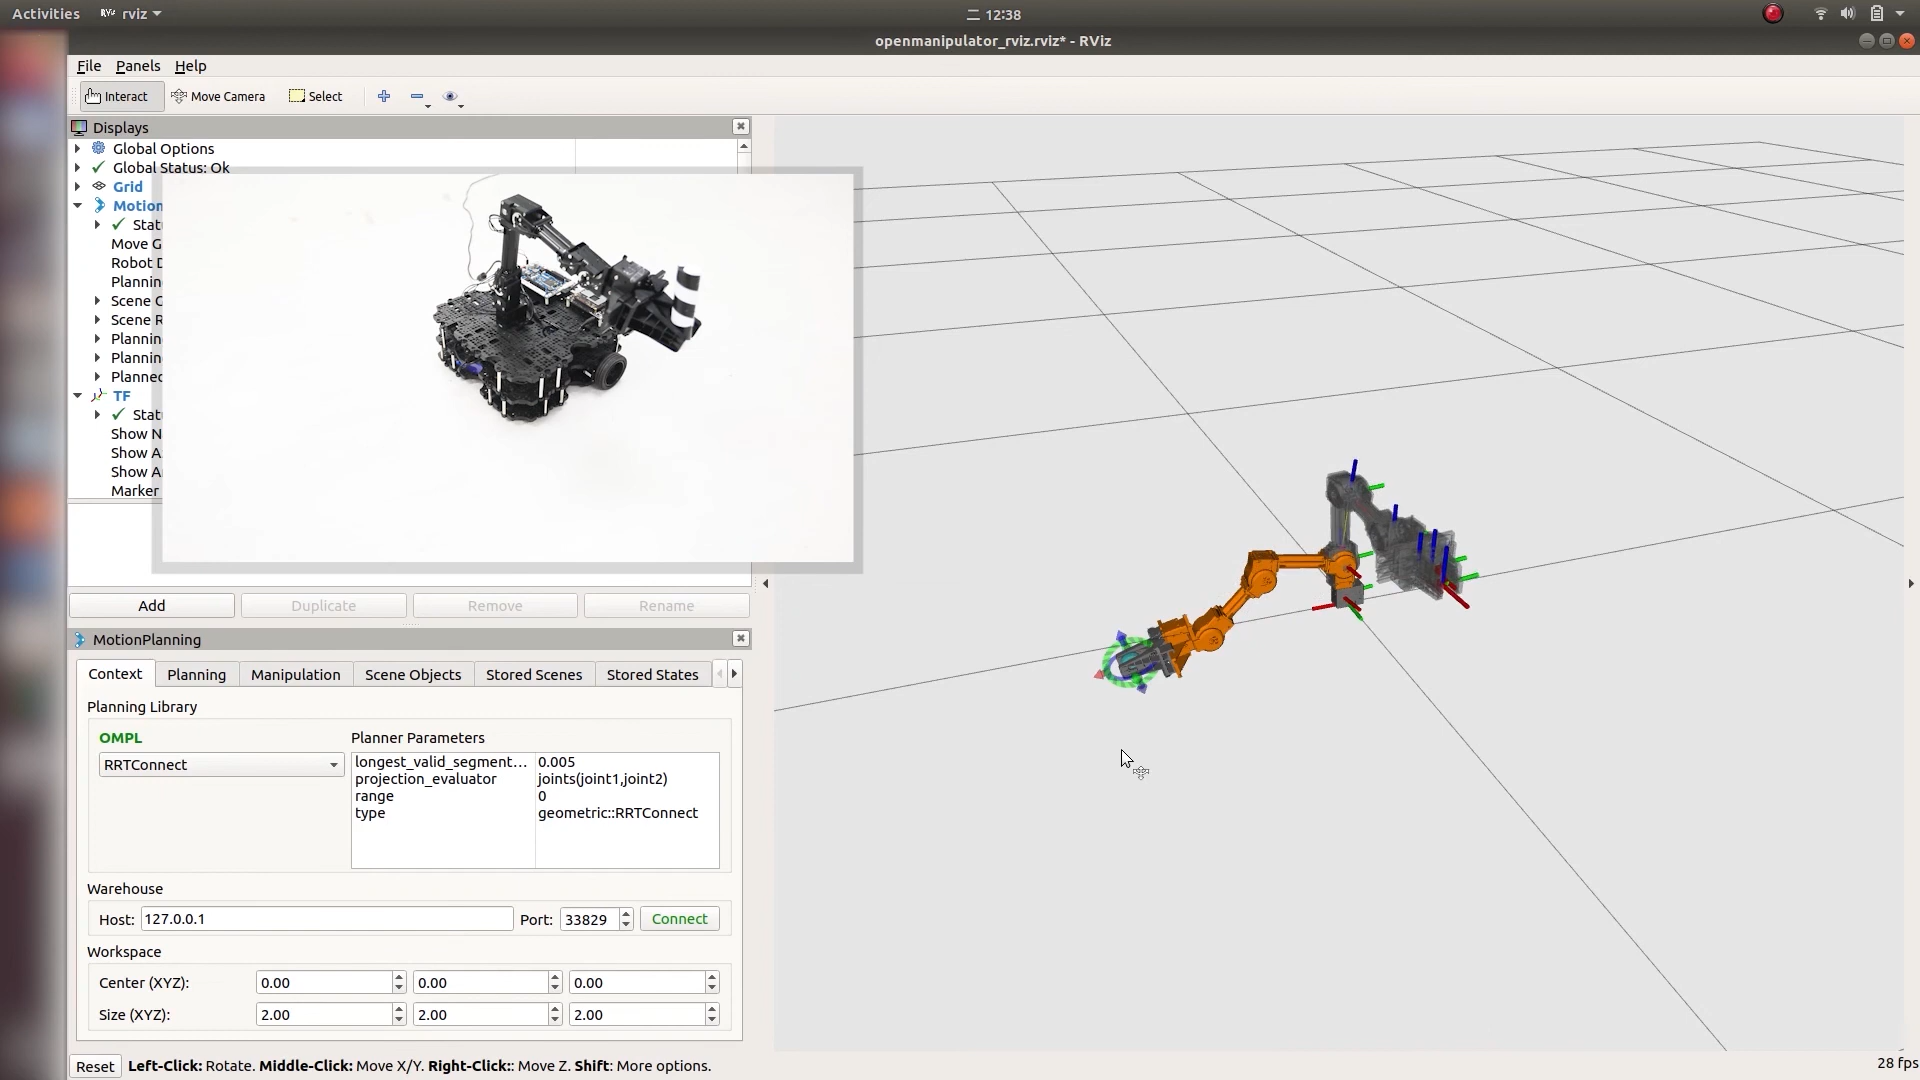 Activities rviz 二 12:38
openmanipulator_rviz.rviz* - RViz
File Panels Help
Interact Move Camera Select
Displays
Global Options
Global Status: Ok
Grid
Motion
Statu
Move G
Robot D
Plannin
Scene G
Scene R
Plannin
Plannin
Planned
TF
Statu
Show N
Show A
Show A
Marker
Add Duplicate Remove Rename
MotionPlanning
Context Planning Manipulation Scene Objects Stored Scenes Stored States
Planning Library
OMPL
RRTConnect
Planner Parameters
longest_valid_segment… 0.005
projection_evaluator joints(joint1,joint2)
range 0
type geometric::RRTConnect
Warehouse
Host: 127.0.0.1 Port: 33829 Connect
Workspace
Center (XYZ): 0.00 0.00 0.00
Size (XYZ): 2.00 2.00 2.00
Reset Left-Click: Rotate. Middle-Click: Move X/Y. Right-Click:: Move Z. Shift: More options. 28 fps